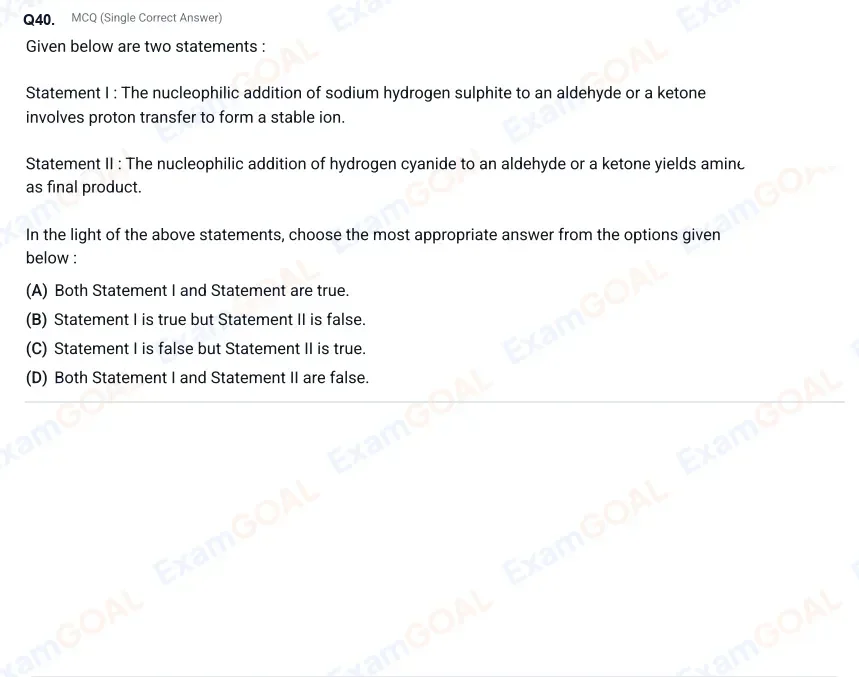 Q40. MCQ (Single Correct Answer)
Given below are two statements :
Statement I : The nucleophilic addition of sodium hydrogen sulphite to an aldehyde or a ketone
involves proton transfer to form a stable ion.
Statement II : The nucleophilic addition of hydrogen cyanide to an aldehyde or a ketone yields amine
as final product.
In the light of the above statements, choose the most appropriate answer from the options given
below :
(A) Both Statement I and Statement are true.
(B) Statement I is true but Statement II is false.
(C) Statement I is false but Statement II is true.
(D) Both Statement I and Statement II are false.
ExamGOAL